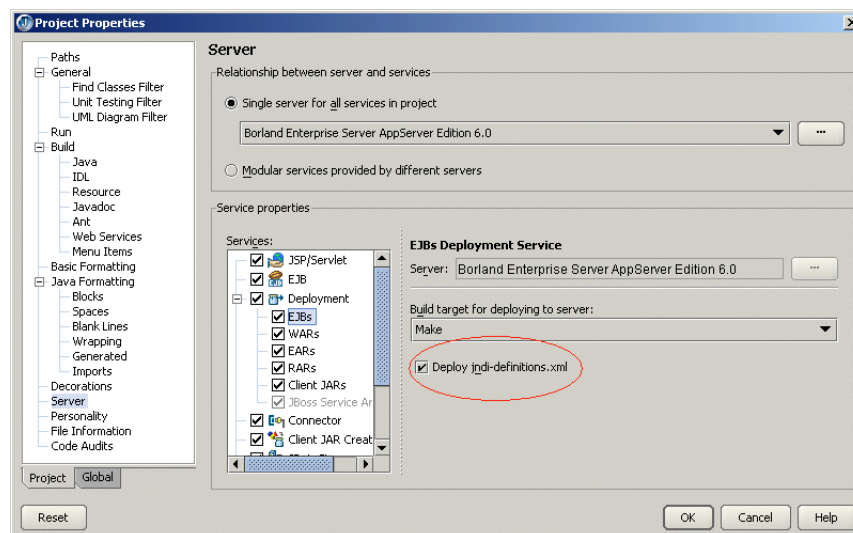 Project Properties
Paths
General
Find Classes Filter
Unit Testing Filter
UML Diagram Filter
Run
Build
Java
IDL
Resource
Javadoc
Ant
Web Services
Menu Items
Basic Formatting
Java Formatting
Blocks
Spaces
Blank Lines
Wrapping
Generated
Imports
Decorations
Server
Personality
File Information
Code Audits
Project
Global
Server
Relationship between server and services
Single server for all services in project
Borland Enterprise Server AppServer Edition 6.0
...
Modular services provided by different servers
Service properties
Services:
JSP/Servlet
EJB
Deployment
EJBs
WARs
EARs
RARs
Client JARs
JBoss Service Ar
Connector
Client JAR Creat
EJBs Deployment Service
Server: Borland Enterprise Server AppServer Edition 6.0
...
Build target for deploying to server:
Make
Deploy jndi-definitions.xml
Reset
OK
Cancel
Help